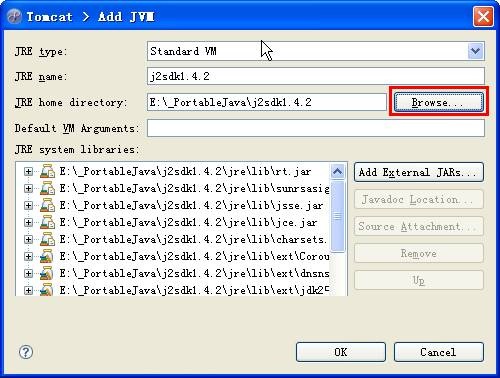 Tomcat > Add JVM
JRE type: Standard VM
JRE name: j2sdk1.4.2
JRE home directory: E:\_PortableJava\j2sdk1.4.2 Browse...
Default VM Arguments:
JRE system libraries:
E:\_PortableJava\j2sdk1.4.2\jre\lib\rt.jar
E:\_PortableJava\j2sdk1.4.2\jre\lib\sunrsasig
E:\_PortableJava\j2sdk1.4.2\jre\lib\jsse.jar
E:\_PortableJava\j2sdk1.4.2\jre\lib\jce.jar
E:\_PortableJava\j2sdk1.4.2\jre\lib\charsets.
E:\_PortableJava\j2sdk1.4.2\jre\lib\ext\Corou
E:\_PortableJava\j2sdk1.4.2\jre\lib\ext\dnsns
E:\_PortableJava\j2sdk1.4.2\jre\lib\ext\jdk25
Add External JARs...
Javadoc Location...
Source Attachment...
Remove
Up
OK Cancel